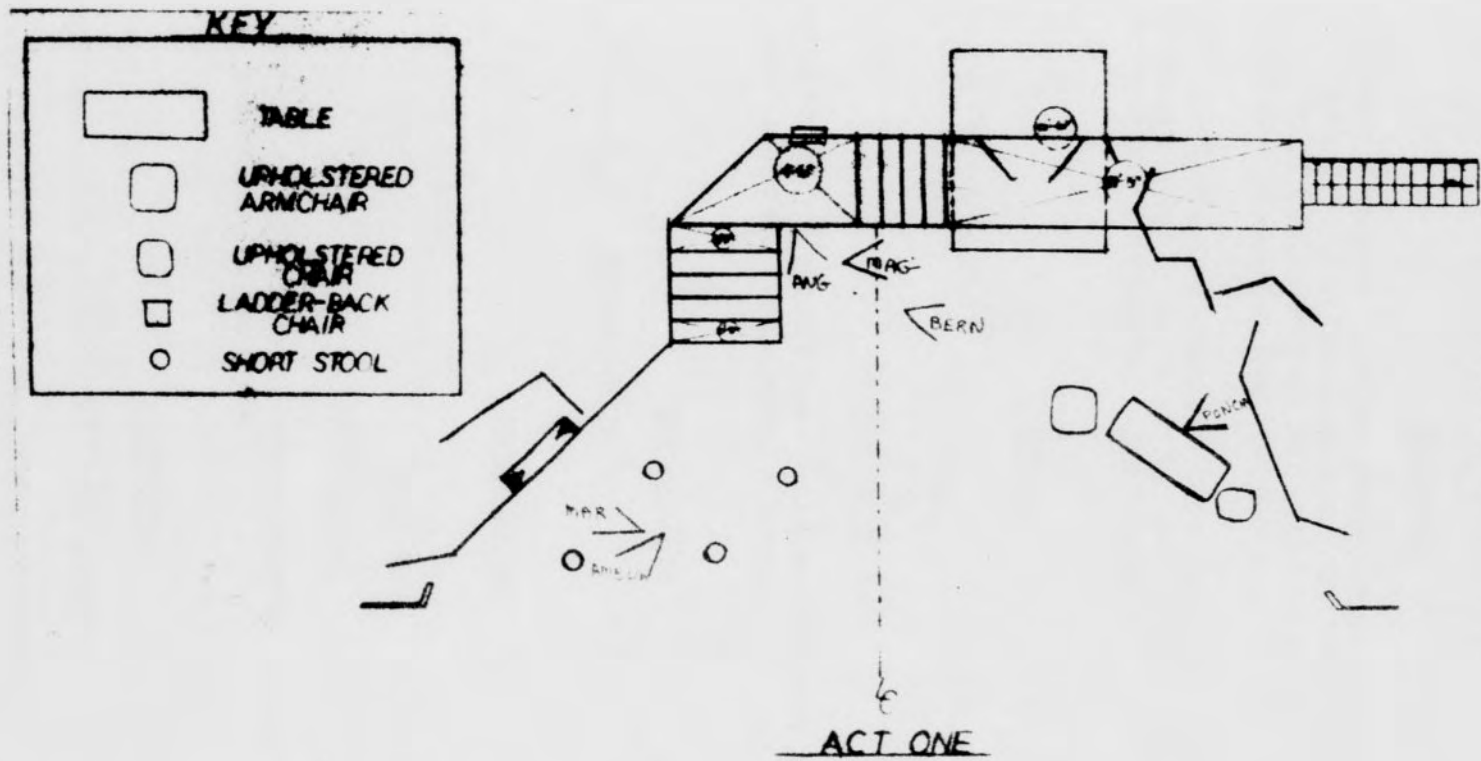 KEY
TABLE
UPHOLSTERED
ARMCHAIR
UPHOLSTERED
CHAIR
LADDER-BACK
CHAIR
SHORT STOOL
ANG
MAG
BERN
MAR
ACT ONE